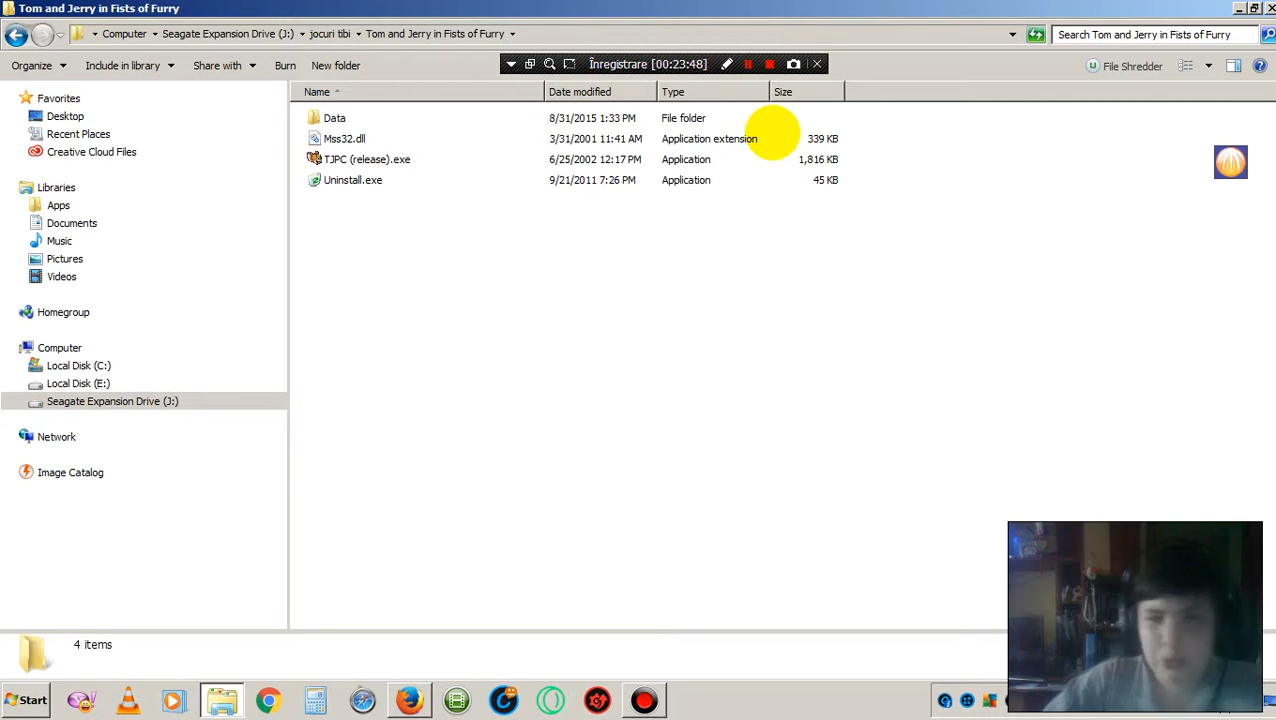 Tom and Jerry in Fists of Furry
Computer Seagate Expansion Drive (J:) jocuri tibi Tom and Jerry in Fists of Furry Search Tom and Jerry in Fists of Furry
Organize Include in library Share with Burn New folder Înregistrare [00:23:48] File Shredder
Name Date modified Type Size
Data 8/31/2015 1:33 PM File folder
Mss32.dll 3/31/2001 11:41 AM Application extension 339 KB
TJPC (release).exe 6/25/2002 12:17 PM Application 1,816 KB
Uninstall.exe 9/21/2011 7:26 PM Application 45 KB
Favorites
Desktop
Recent Places
Creative Cloud Files
Libraries
Apps
Documents
Music
Pictures
Videos
Homegroup
Computer
Local Disk (C:)
Local Disk (E:)
Seagate Expansion Drive (J:)
Network
Image Catalog
4 items
Start